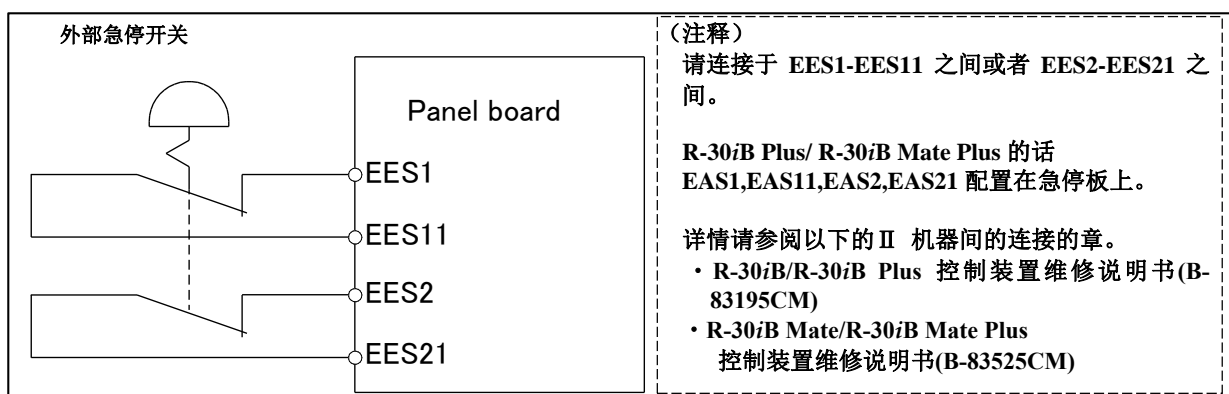 外部急停开关
Panel board
EES1
EES11
EES2
EES21
（注释）
请连接于 EES1-EES11 之间或者 EES2-EES21 之
间。
R-30iB Plus/ R-30iB Mate Plus 的话
EAS1,EAS11,EAS2,EAS21 配置在急停板上。
详情请参阅以下的Ⅱ 机器间的连接的章。
・R-30iB/R-30iB Plus 控制装置维修说明书(B-
83195CM)
・R-30iB Mate/R-30iB Mate Plus
控制装置维修说明书(B-83525CM)